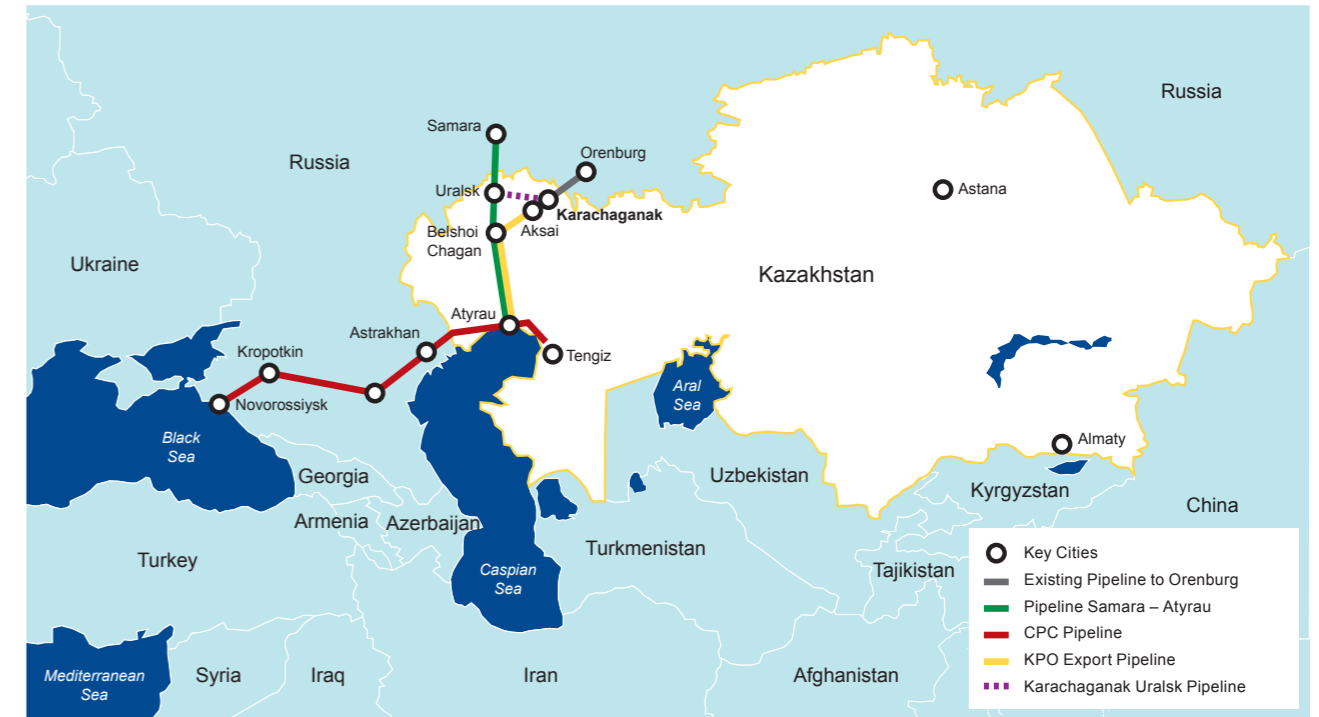 Russia
Samara
Orenburg
Russia
Uralsk
Astana
Karachaganak
Belshoi
Chagan
Aksai
Ukraine
Kazakhstan
Atyrau
Astrakhan
Kropotkin
Tengiz
Aral
Sea
Novorossiysk
Black
Sea
Almaty
Georgia
Uzbekistan
Kyrgyzstan
China
Armenia
Azerbaijan
Turkmenistan
Turkey
Caspian
Sea
Tajikistan
Mediterranean
Sea
Syria
Iraq
Iran
Afghanistan
Key Cities
Existing Pipeline to Orenburg
Pipeline Samara – Atyrau
CPC Pipeline
KPO Export Pipeline
Karachaganak Uralsk Pipeline